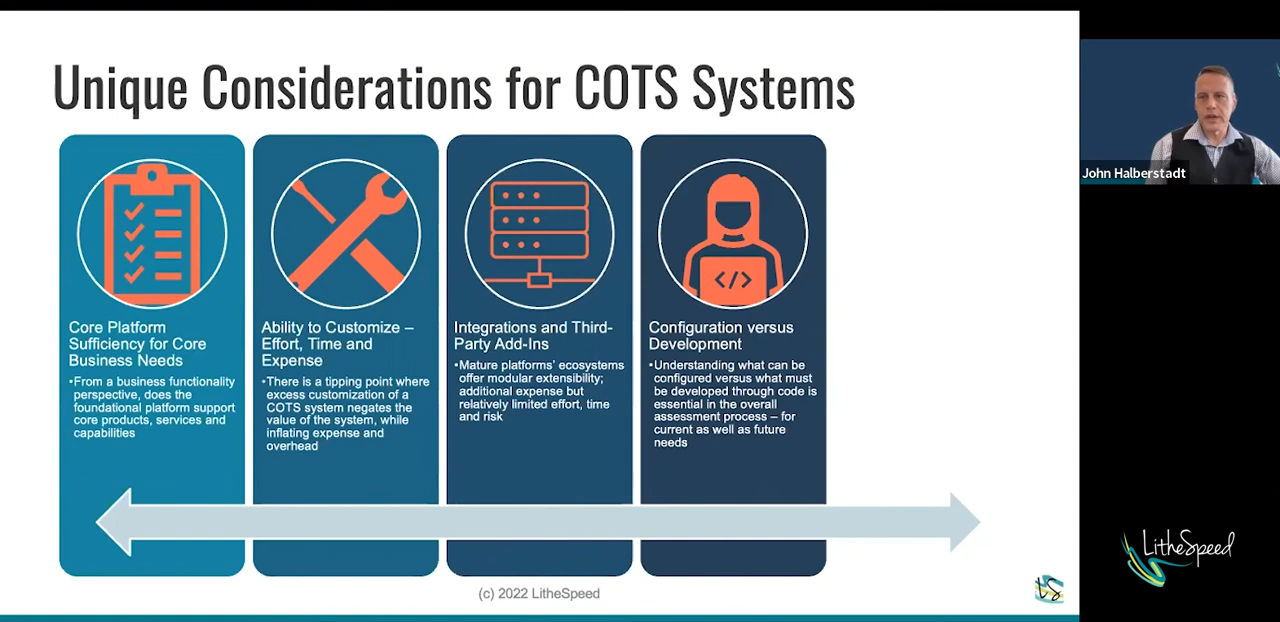 Unique Considerations for COTS Systems
John Halberstadt
Core Platform
Sufficiency for Core
Business Needs
•From a business functionality
perspective, does the
foundational platform support
core products, services and
capabilities
Ability to Customize –
Effort, Time and
Expense
•There is a tipping point where
excess customization of a
COTS system negates the
value of the system, while
inflating expense and
overhead
Integrations and Third-
Party Add-Ins
•Mature platforms' ecosystems
offer modular extensibility;
additional expense but
relatively limited effort, time
and risk
</>
Configuration versus
Development
•Understanding what can be
configured versus what must
be developed through code is
essential in the overall
assessment process – for
current as well as future
needs
(c) 2022 LitheSpeed
LS
LitheSpeed